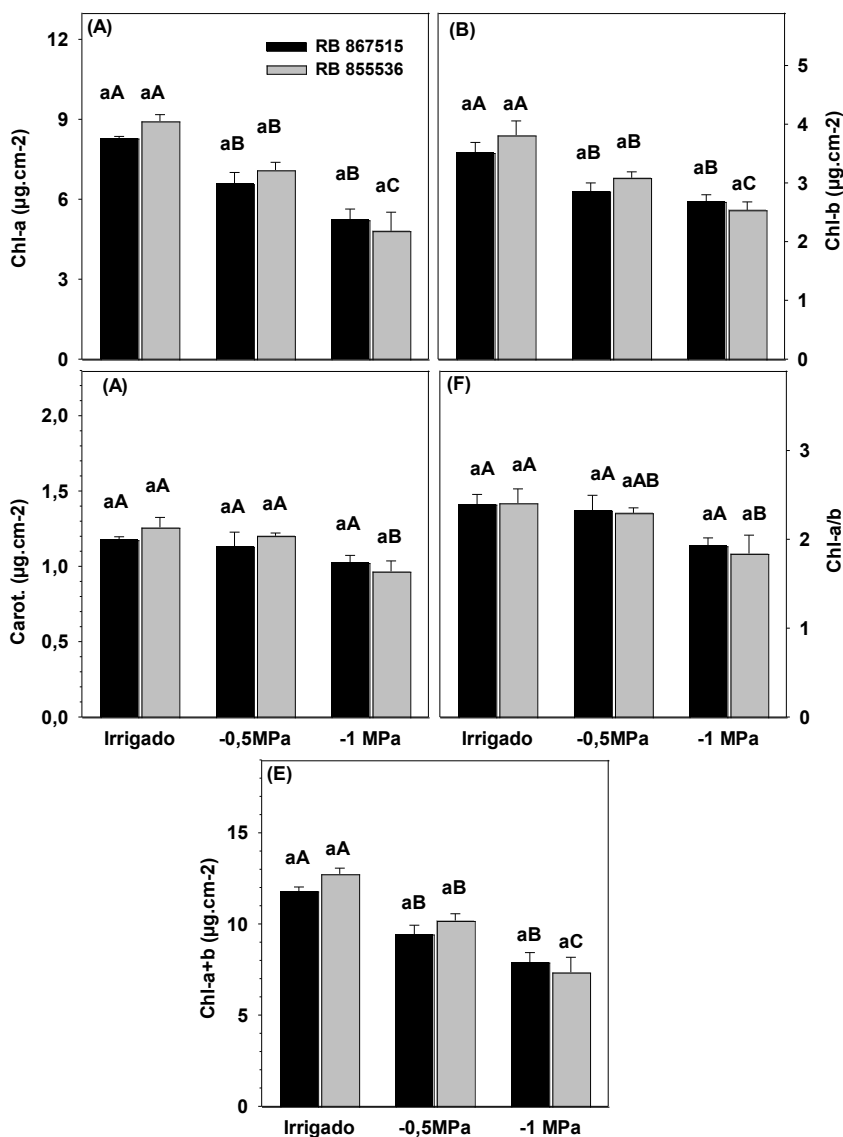 (A)
RB 867515
RB 855536
12
9
6
3
0
Chl-a (µg.cm-2)
aA aA
aB aB
aB aC
(B)
5
4
3
2
1
0
Chl-b (µg.cm-2)
aA aA
aB aB
aB aC
(A)
2,0
1,5
1,0
0,5
0,0
Carot. (µg.cm-2)
aA aA
aA aA
aA aB
Irrigado -0,5MPa -1 MPa
(F)
3
2
1
0
Chl-a/b
aA aA
aA aAB
aA aB
Irrigado -0,5MPa -1 MPa
(E)
15
10
5
0
Chl-a+b (µg.cm-2)
aA aA
aB aB
aB aC
Irrigado -0,5MPa -1 MPa